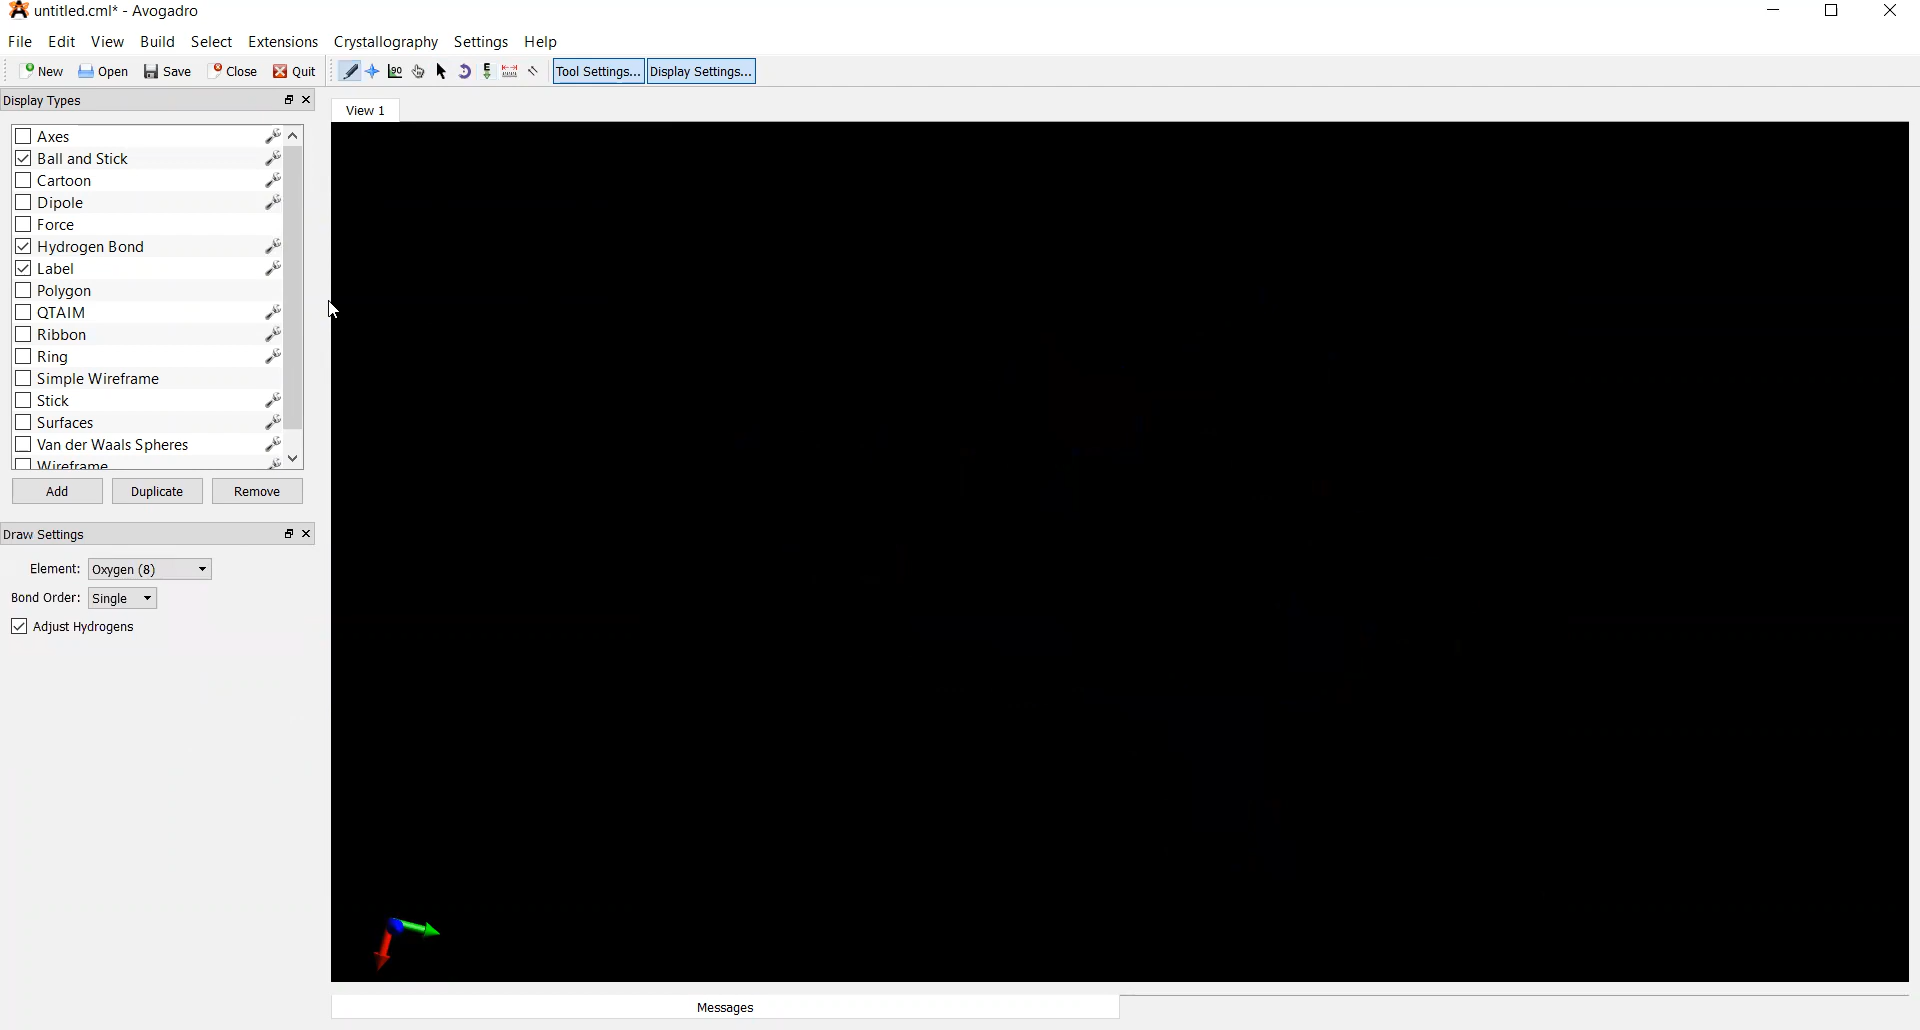 untitled.cml* - Avogadro
File Edit View Build Select Extensions Crystallography Settings Help
New Open Save Close Quit 90 E Tool Settings... Display Settings...
Display Types
View 1
Axes
Ball and Stick
Cartoon
Dipole
Force
Hydrogen Bond
Label
Polygon
QTAIM
Ribbon
Ring
Simple Wireframe
Stick
Surfaces
Van der Waals Spheres
Wireframe
Add Duplicate Remove
Draw Settings
Element: Oxygen (8)
Bond Order: Single
Adjust Hydrogens
Messages